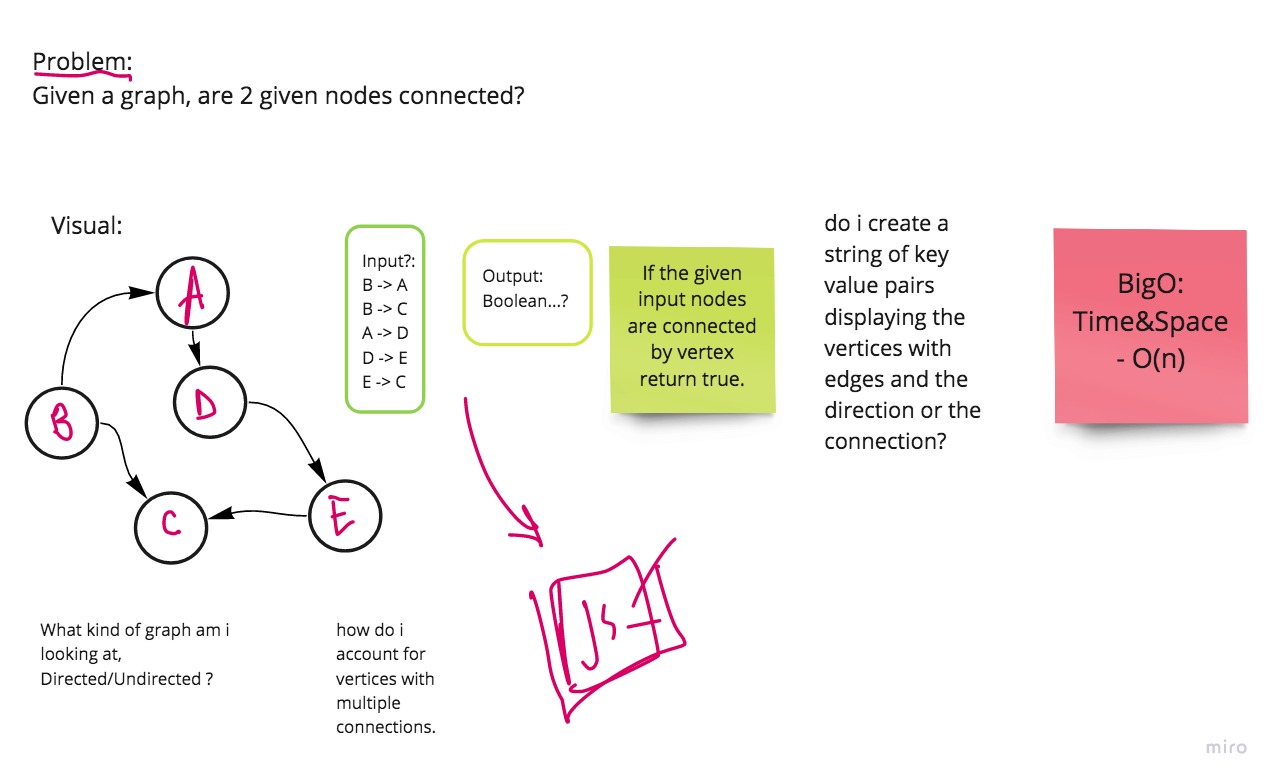 Problem:
Given a graph, are 2 given nodes connected?
Visual:
A
B
D
C
E
Input?:
B -> A
B -> C
A -> D
D -> E
E -> C
Output:
Boolean...?
If the given
input nodes
are connected
by vertex
return true.
do i create a
string of key
value pairs
displaying the
vertices with
edges and the
direction or the
connection?
BigO:
Time&Space
- O(n)
What kind of graph am i
looking at,
Directed/Undirected ?
how do i
account for
vertices with
multiple
connections.
miro